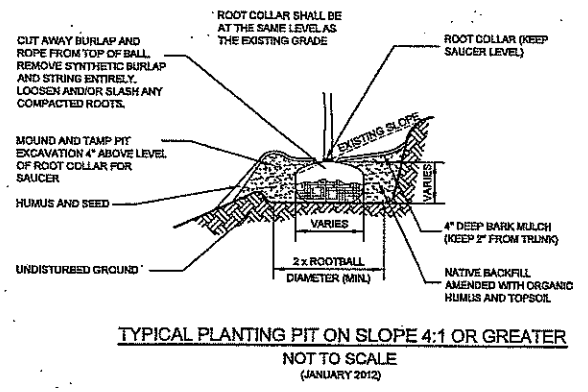 ROOT COLLAR SHALL BE
AT THE SAME LEVEL AS
THE EXISTING GRADE
CUT AWAY BURLAP AND
ROPE FROM TOP OF BALL.
REMOVE SYNTHETIC BURLAP
AND STRING ENTIRELY.
LOOSEN AND/OR SLASH ANY
COMPACTED ROOTS.
ROOT COLLAR (KEEP
SAUCER LEVEL)
MOUND AND TAMP PIT
EXCAVATION 4" ABOVE LEVEL
OF ROOT COLLAR FOR
SAUCER
EXISTING SLOPE
VARIES
HUMUS AND SEED
VARIES
4" DEEP BARK MULCH
(KEEP 2" FROM TRUNK)
UNDISTURBED GROUND
2 x ROOTBALL
DIAMETER (MIN.)
NATIVE BACKFILL
AMENDED WITH ORGANIC
HUMUS AND TOPSOIL
TYPICAL PLANTING PIT ON SLOPE 4:1 OR GREATER
NOT TO SCALE
(JANUARY 2012)